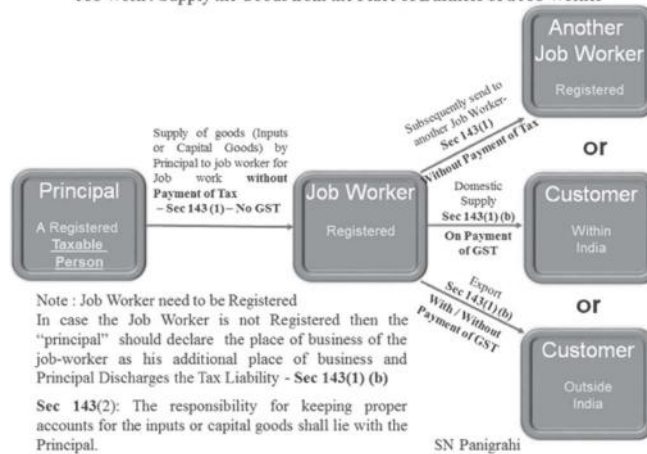 Another
Job Worker
Registered
Subsequently send to
another Job Worker-
Sec 143(1)
Without Payment of Tax
or
Supply of goods (Inputs
or Capital Goods) by
Principal to job worker for
Job work without
Payment of Tax
– Sec 143 (1) – No GST
Principal
A Registered
Taxable
Person
Job Worker
Registered
Domestic
Supply
Sec 143(1) (b)
On Payment
of GST
Customer
Within
India
or
Export
Sec 143(1)(b)
With / Without
Payment of GST
Customer
Outside
India
Note : Job Worker need to be Registered
In case the Job Worker is not Registered then the
“principal” should declare the place of business of the
job-worker as his additional place of business and
Principal Discharges the Tax Liability - Sec 143(1) (b)
Sec 143(2): The responsibility for keeping proper
accounts for the inputs or capital goods shall lie with the
Principal.
SN Panigrahi